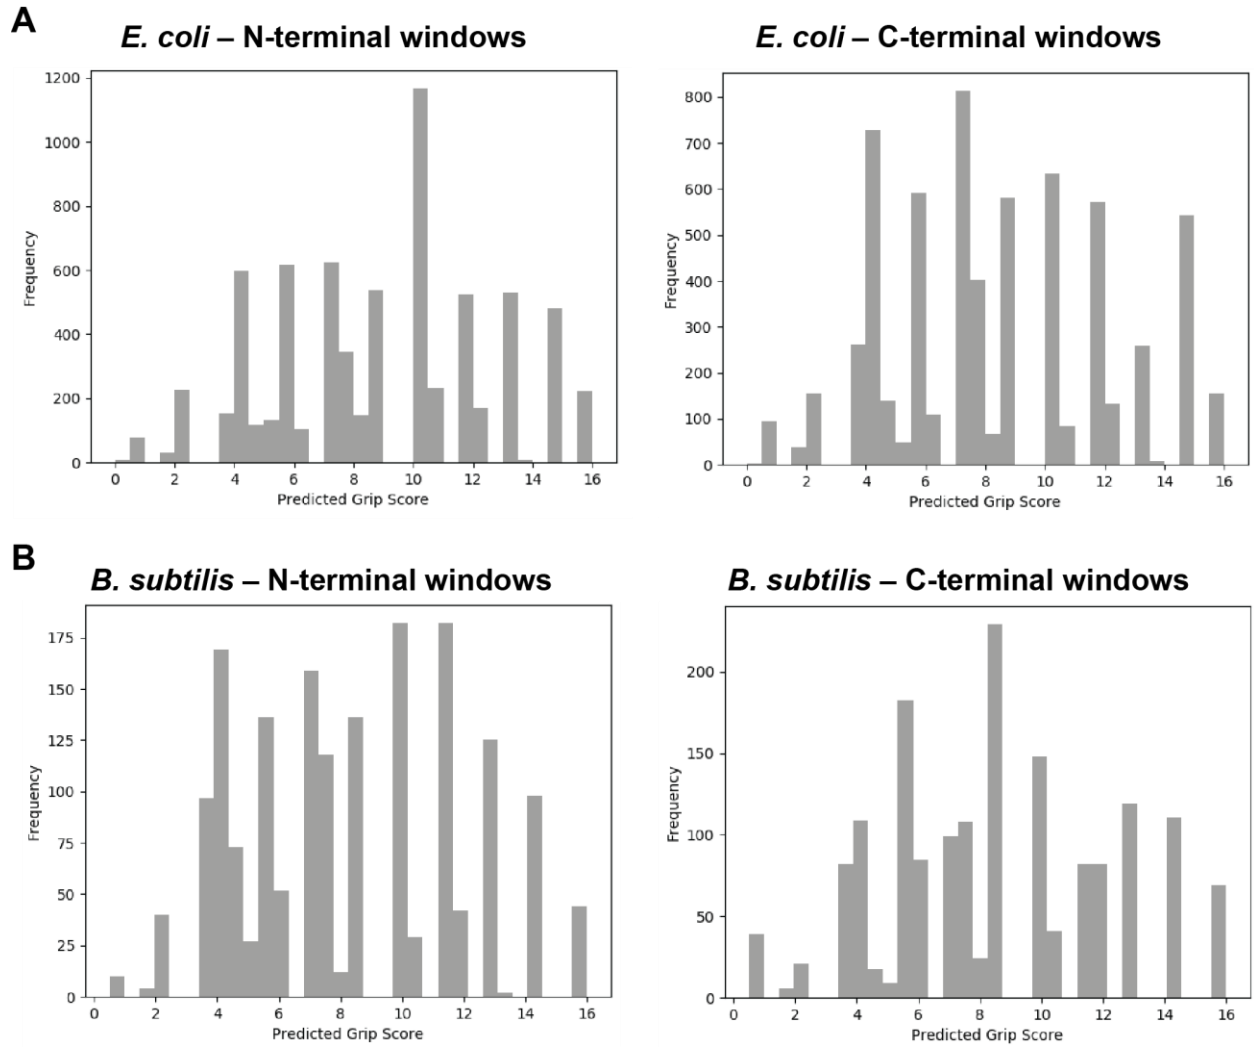 A
E. coli – N-terminal windows
E. coli – C-terminal windows
1200
1000
800
600
400
200
0
Frequency
0 2 4 6 8 10 12 14 16
Predicted Grip Score
800
700
600
500
400
300
200
100
0
Frequency
0 2 4 6 8 10 12 14 16
Predicted Grip Score
B
B. subtilis – N-terminal windows
B. subtilis – C-terminal windows
175
150
125
100
75
50
25
0
Frequency
0 2 4 6 8 10 12 14 16
Predicted Grip Score
200
150
100
50
0
Frequency
0 2 4 6 8 10 12 14 16
Predicted Grip Score